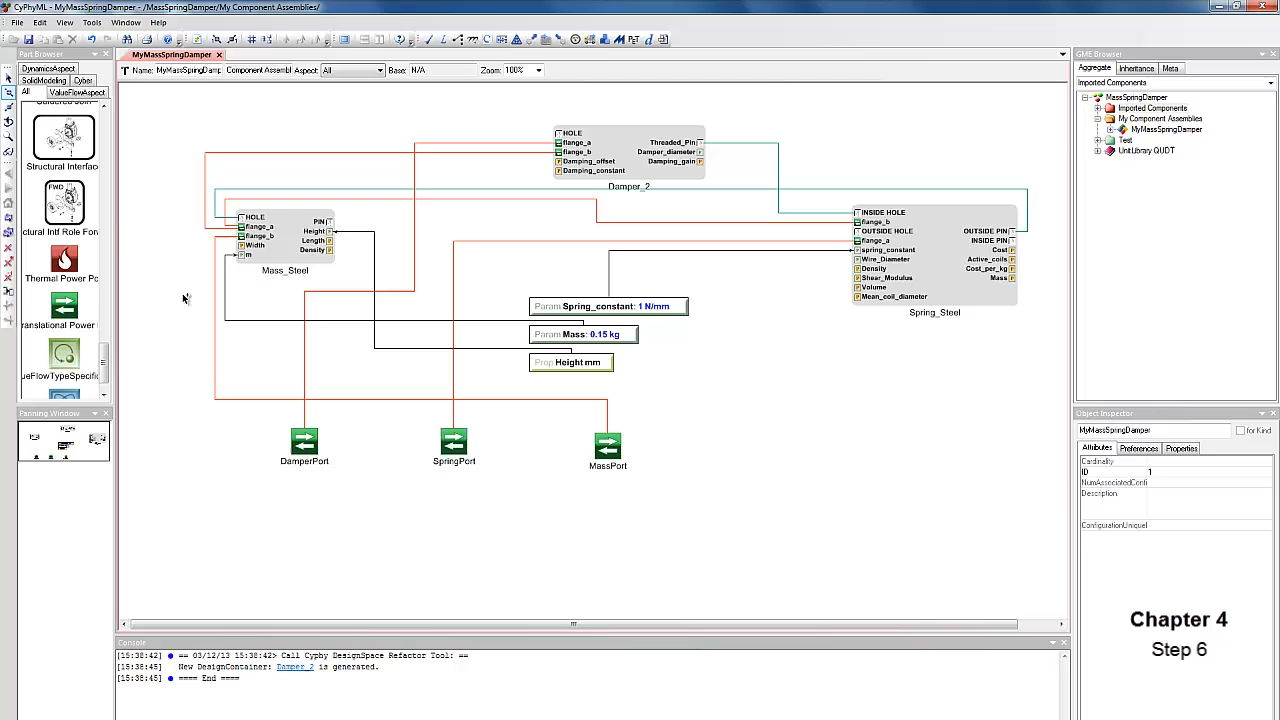 CyPhyML - MyMassSpringDamper - /MassSpringDamper/My Component Assemblies/
File Edit View Tools Window Help
Part Browser
DynamicsAspect
SolidModeling Cyber
All ValueFlowAspect
Structural Interfac
FWD
ctural Intf Role Forv
Thermal Power Po
ranslational Power
ueFlowTypeSpecific
Panning Window
MyMassSpringDamper
Name: MyMassSpringDamp Component Assembl Aspect: All Base: N/A Zoom: 100%
HOLE
flange_a
flange_b
Damping_offset
Damping_constant
Threaded_Pin
Damper_diameter
Damping_gain
Damper_2
HOLE
flange_a
flange_b
Width
m
PIN
Height
Length
Density
Mass_Steel
INSIDE HOLE
flange_b
OUTSIDE HOLE
flange_a
spring_constant
Wire_Diameter
Density
Shear_Modulus
Volume
Mean_coil_diameter
OUTSIDE PIN
INSIDE PIN
Cost
Active_coils
Cost_per_kg
Mass
Spring_Steel
Param Spring_constant: 1 N/mm
Param Mass: 0.15 kg
Prop Height mm
DamperPort
SpringPort
MassPort
Console
[15:38:42] == 03/12/13 15:38:42> Call Cyphy DesignSpace Refactor Tool: ==
[15:38:45] New DesignContainer: Damper_2 is generated.
[15:38:45] ==== End ====
GME Browser
Aggregate Inheritance Meta
Imported Components
MassSpringDamper
Imported Components
My Component Assemblies
MyMassSpringDamper
Test
UnitLibrary QUDT
Object Inspector
MyMassSpringDamper for Kind
Attributes Preferences Properties
Cardinality
ID 1
NumAssociatedConfi
Description
ConfigurationUniqueI
Chapter 4
Step 6